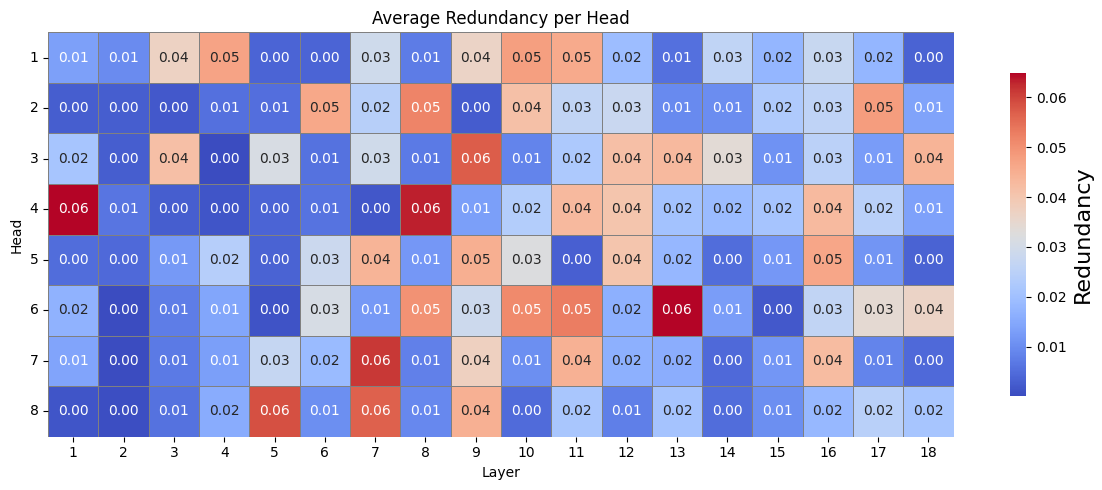 Average Redundancy per Head
1 0.01 0.01 0.04 0.05 0.00 0.00 0.03 0.01 0.04 0.05 0.05 0.02 0.01 0.03 0.02 0.03 0.02 0.00
2 0.00 0.00 0.00 0.01 0.01 0.05 0.02 0.05 0.00 0.04 0.03 0.03 0.01 0.01 0.02 0.03 0.05 0.01
3 0.02 0.00 0.04 0.00 0.03 0.01 0.03 0.01 0.06 0.01 0.02 0.04 0.04 0.03 0.01 0.03 0.01 0.04
4 0.06 0.01 0.00 0.00 0.00 0.01 0.00 0.06 0.01 0.02 0.04 0.04 0.02 0.02 0.02 0.04 0.02 0.01
5 0.00 0.00 0.01 0.02 0.00 0.03 0.04 0.01 0.05 0.03 0.00 0.04 0.02 0.00 0.01 0.05 0.01 0.00
6 0.02 0.00 0.01 0.01 0.00 0.03 0.01 0.05 0.03 0.05 0.05 0.02 0.06 0.01 0.00 0.03 0.03 0.04
7 0.01 0.00 0.01 0.01 0.03 0.02 0.06 0.01 0.04 0.01 0.04 0.02 0.02 0.00 0.01 0.04 0.01 0.00
8 0.00 0.00 0.01 0.02 0.06 0.01 0.06 0.01 0.04 0.00 0.02 0.01 0.02 0.00 0.01 0.02 0.02 0.02
Head
1 2 3 4 5 6 7 8 9 10 11 12 13 14 15 16 17 18
Layer
0.06
0.05
0.04
0.03
0.02
0.01
Redundancy